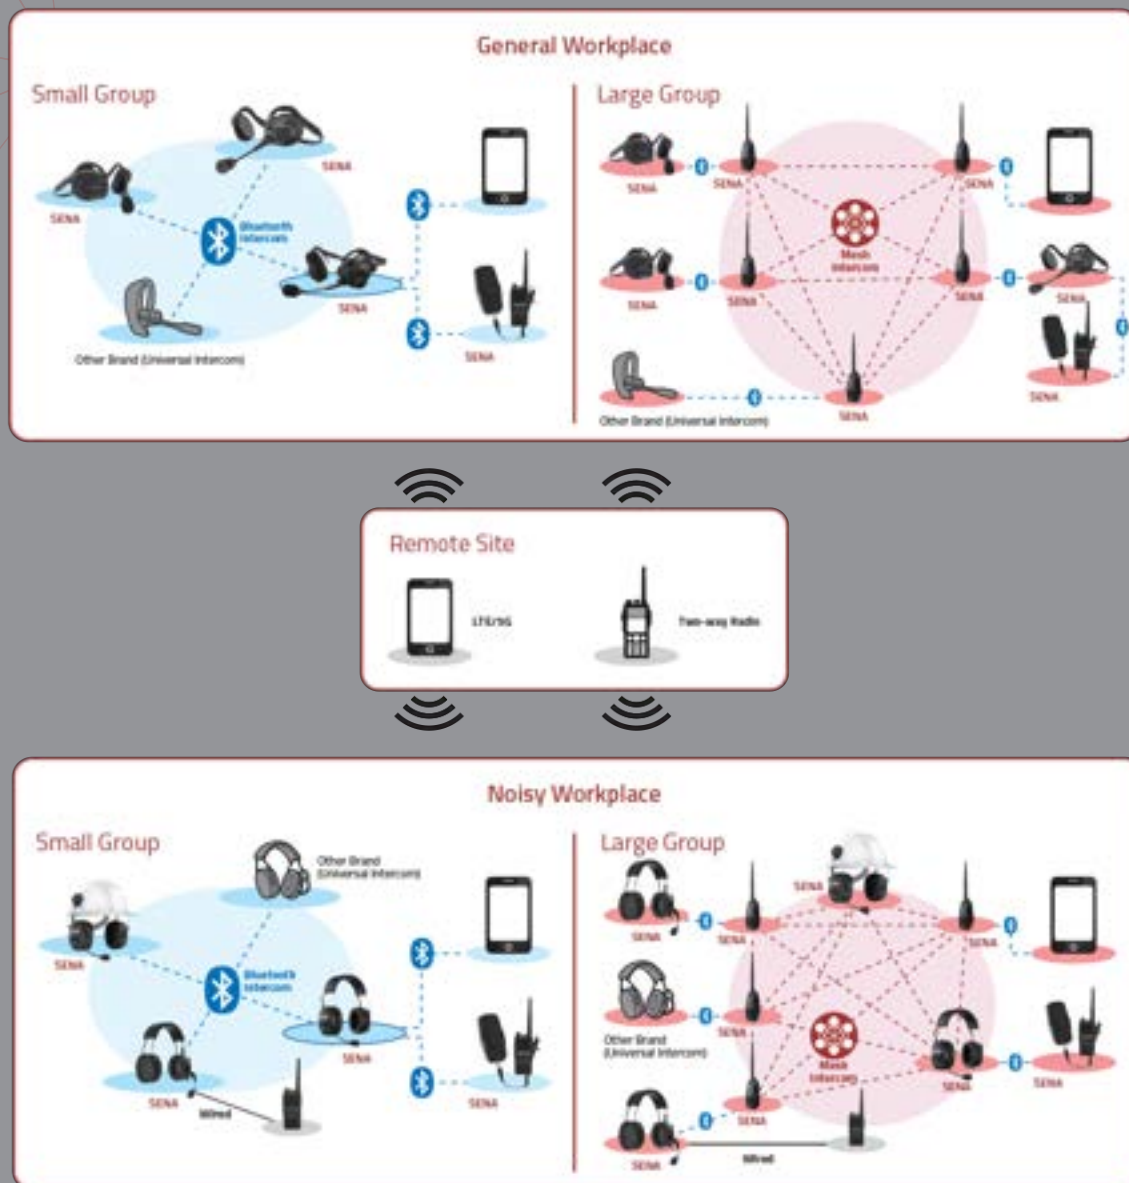 General Workplace
Small Group
SENA
SENA
Bluetooth
Intercom
SENA
Other Brand (Universal Intercom)
SENA
Large Group
SENA
SENA
SENA
Mesh
Intercom
SENA
SENA
SENA
SENA
SENA
Other Brand (Universal Intercom)
SENA
Remote Site
LTE/5G
Two-way Radio
Noisy Workplace
Small Group
Other Brand
(Universal Intercom)
SENA
Bluetooth
Intercom
SENA
SENA
Wired
SENA
Large Group
SENA
SENA
SENA
SENA
SENA
Other Brand
(Universal Intercom)
Mesh
Intercom
SENA
SENA
SENA
SENA
Wired